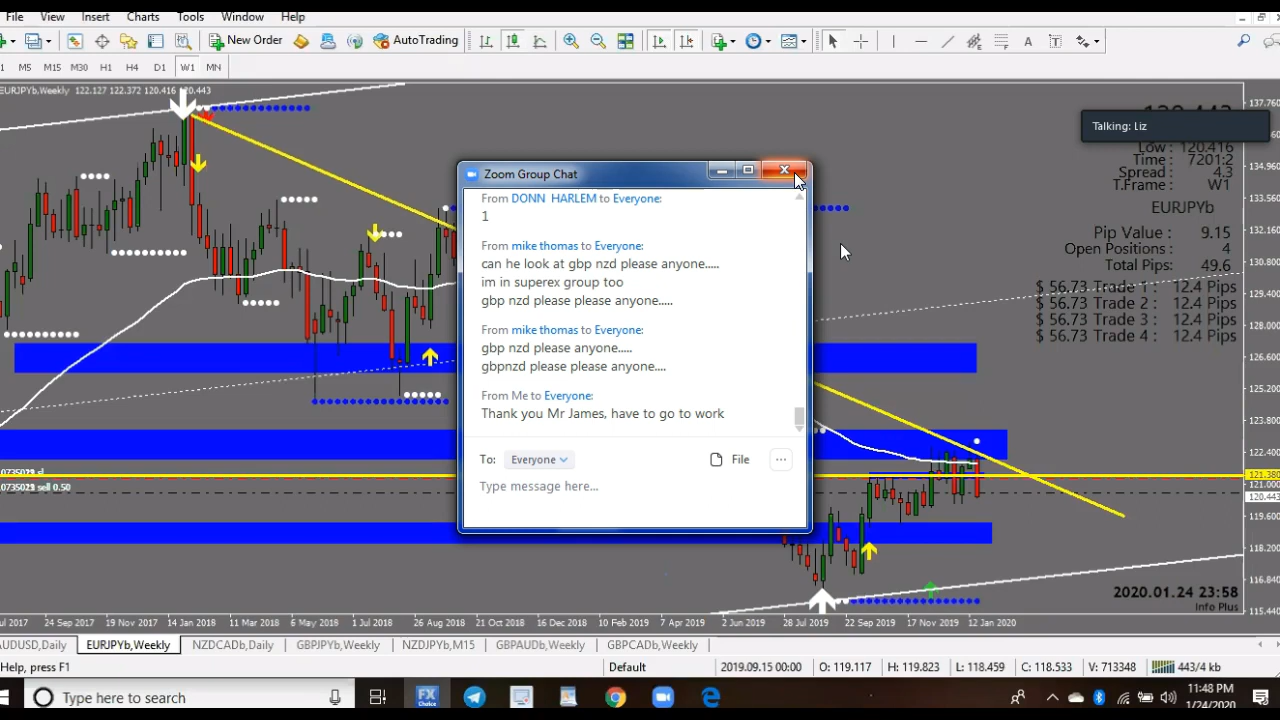 File View Insert Charts Tools Window Help
New Order AutoTrading
M5 M15 M30 H1 H4 D1 W1 MN
EURJPYb,Weekly 122.127 122.372 120.416 120.443
Talking: Liz
Low : 120.416
Time : 7201:2
Spread : 4.3
T.Frame : W1
EURJPYb
Pip Value : 9.15
Open Positions : 4
Total Pips: 49.6
$ 56.73 Trade 1 : 12.4 Pips
$ 56.73 Trade 2 : 12.4 Pips
$ 56.73 Trade 3 : 12.4 Pips
$ 56.73 Trade 4 : 12.4 Pips
Zoom Group Chat
From DONN HARLEM to Everyone:
1
From mike thomas to Everyone:
can he look at gbp nzd please anyone.....
im in superex group too
gbp nzd please please anyone.....
From mike thomas to Everyone:
gbp nzd please anyone.....
gbpnzd please please anyone....
From Me to Everyone:
Thank you Mr James, have to go to work
To: Everyone File ...
Type message here...
137.760
136.360
134.960
133.560
132.160
130.760
129.400
128.000
126.600
125.200
123.800
122.400
121.380
121.000
120.443
119.600
118.200
116.840
115.440
sell 0.50
2020.01.24 23:58
Info Plus
24 Sep 2017 19 Nov 2017 14 Jan 2018 11 Mar 2018 6 May 2018 1 Jul 2018 26 Aug 2018 21 Oct 2018 16 Dec 2018 10 Feb 2019 7 Apr 2019 2 Jun 2019 28 Jul 2019 22 Sep 2019 17 Nov 2019 12 Jan 2020
AUDUSD,Daily EURJPYb,Weekly NZDCADb,Daily GBPJPYb,Weekly NZDJPYb,M15 GBPAUDb,Weekly GBPCADb,Weekly
Help, press F1 Default 2019.09.15 00:00 O: 119.117 H: 119.823 L: 118.459 C: 118.533 V: 713348 443/4 kb
Type here to search
FX Choice
11:48 PM
1/24/2020